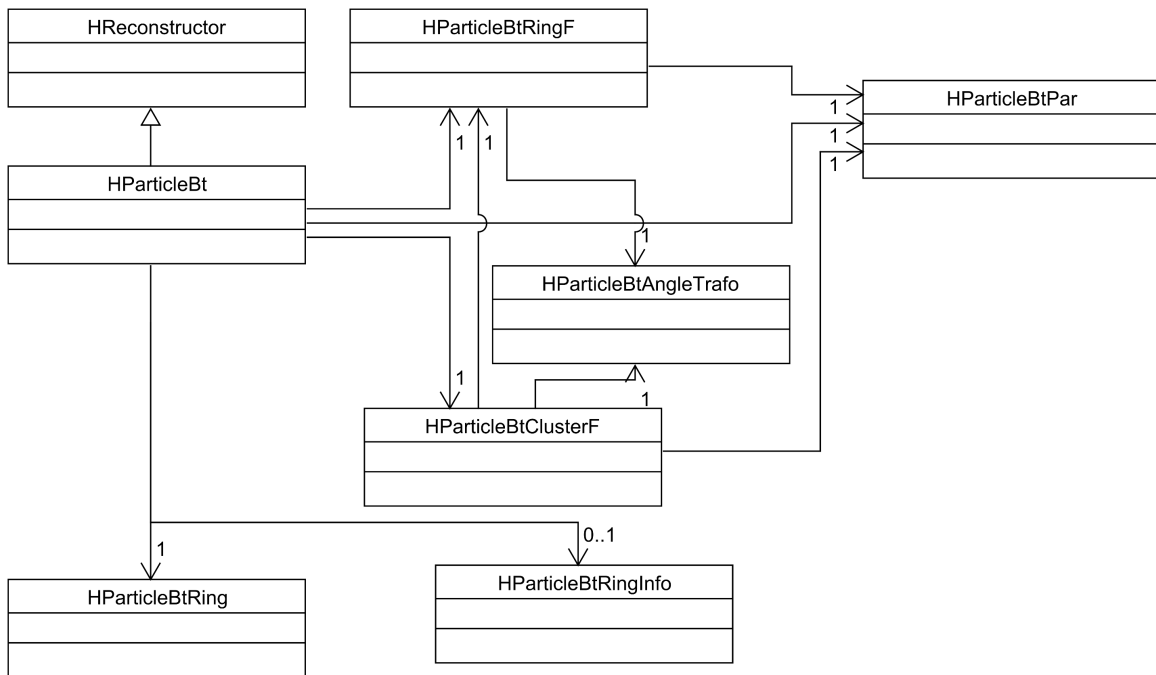 HReconstructor
HParticleBtRingF
HParticleBtPar
1
1
1
1
1
HParticleBt
1
HParticleBtAngleTrafo
1
1
HParticleBtClusterF
0..1
1
HParticleBtRingInfo
HParticleBtRing